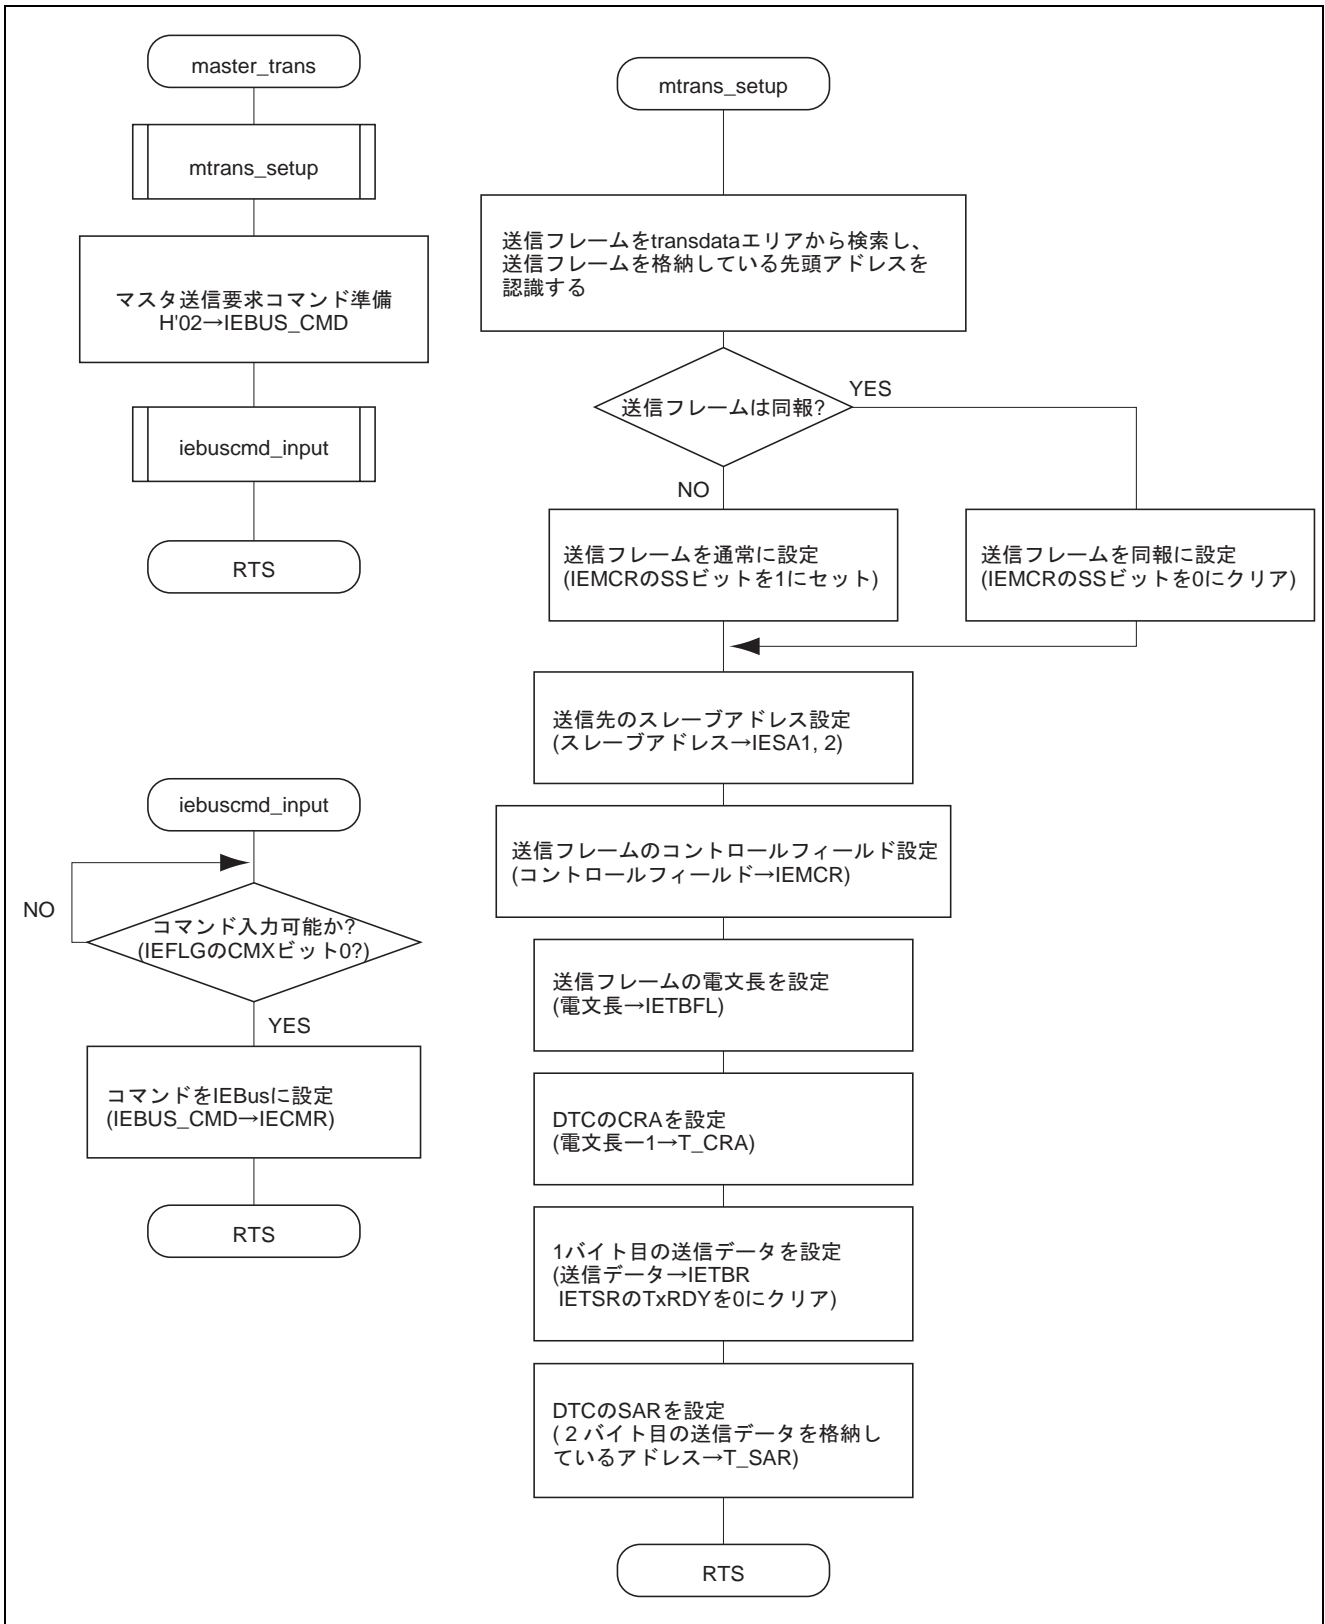 master_trans
mtrans_setup
マスタ送信要求コマンド準備
H'02→IEBUS_CMD
iebuscmd_input
RTS
iebuscmd_input
NO
コマンド入力可能か?
(IEFLGのCMXビット0?)
YES
コマンドをIEBusに設定
(IEBUS_CMD→IECMR)
RTS
mtrans_setup
送信フレームをtransdataエリアから検索し、
送信フレームを格納している先頭アドレスを
認識する
送信フレームは同報?
YES
NO
送信フレームを通常に設定
(IEMCRのSSビットを1にセット)
送信フレームを同報に設定
(IEMCRのSSビットを0にクリア)
送信先のスレーブアドレス設定
(スレーブアドレス→IESA1, 2)
送信フレームのコントロールフィールド設定
(コントロールフィールド→IEMCR)
送信フレームの電文長を設定
(電文長→IETBFL)
DTCのCRAを設定
(電文長ー1→T_CRA)
1バイト目の送信データを設定
(送信データ→IETBR
IETSRのTxRDYを0にクリア)
DTCのSARを設定
(２バイト目の送信データを格納し
ているアドレス→T_SAR)
RTS